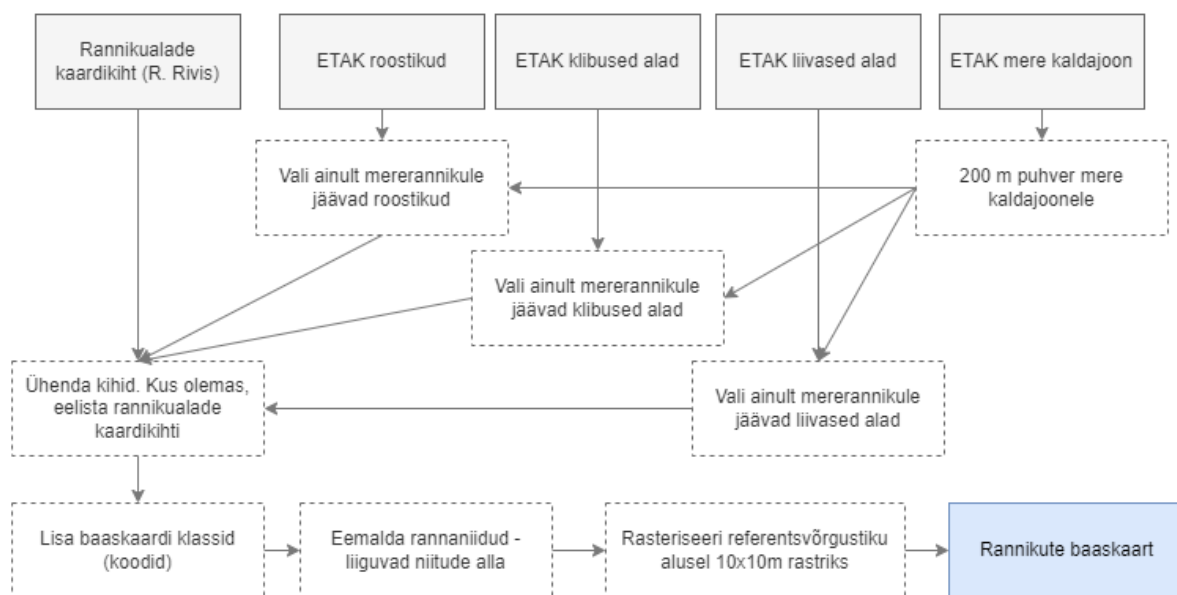 Rannikualade
kaardikiht (R. Rivis)
ETAK roostikud
ETAK klibused alad
ETAK liivased alad
ETAK mere kaldajoon
Vali ainult mererannikule
jäävad roostikud
200 m puhver mere
kaldajoonele
Vali ainult mererannikule
jäävad klibused alad
Ühenda kihid. Kus olemas,
eelista rannikualade
kaardikihti
Vali ainult mererannikule
jäävad liivased alad
Lisa baaskaardi klassid
(koodid)
Eemalda rannaniidud -
liiguvad niitude alla
Rasteriseeri referentsvõrgustiku
alusel 10x10m rastriks
Rannikute baaskaart